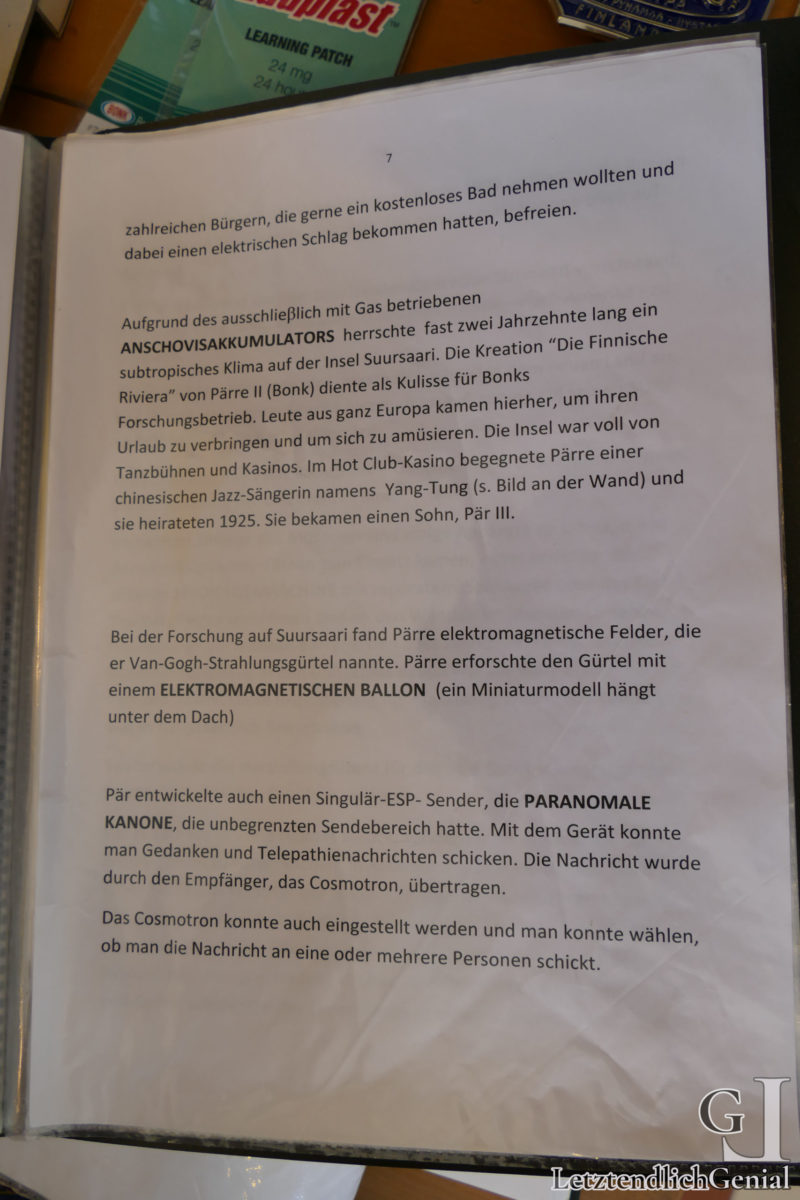 LEARNING PATCH
24 mg
BONK
FINLAND
7
zahlreichen Bürgern, die gerne ein kostenloses Bad nehmen wollten und
dabei einen elektrischen Schlag bekommen hatten, befreien.
Aufgrund des ausschlieβlich mit Gas betriebenen
ANSCHOVISAKKUMULATORS herrschte fast zwei Jahrzehnte lang ein
subtropisches Klima auf der Insel Suursaari. Die Kreation “Die Finnische
Riviera” von Pärre II (Bonk) diente als Kulisse für Bonks
Forschungsbetrieb. Leute aus ganz Europa kamen hierher, um ihren
Urlaub zu verbringen und um sich zu amüsieren. Die Insel war voll von
Tanzbühnen und Kasinos. Im Hot Club-Kasino begegnete Pärre einer
chinesischen Jazz-Sängerin namens Yang-Tung (s. Bild an der Wand) und
sie heirateten 1925. Sie bekamen einen Sohn, Pär III.
Bei der Forschung auf Suursaari fand Pärre elektromagnetische Felder, die
er Van-Gogh-Strahlungsgürtel nannte. Pärre erforschte den Gürtel mit
einem ELEKTROMAGNETISCHEN BALLON (ein Miniaturmodell hängt
unter dem Dach)
Pär entwickelte auch einen Singulär-ESP- Sender, die PARANOMALE
KANONE, die unbegrenzten Sendebereich hatte. Mit dem Gerät konnte
man Gedanken und Telepathienachrichten schicken. Die Nachricht wurde
durch den Empfänger, das Cosmotron, übertragen.
Das Cosmotron konnte auch eingestellt werden und man konnte wählen,
ob man die Nachricht an eine oder mehrere Personen schickt.
GL
LetztendlichGenial